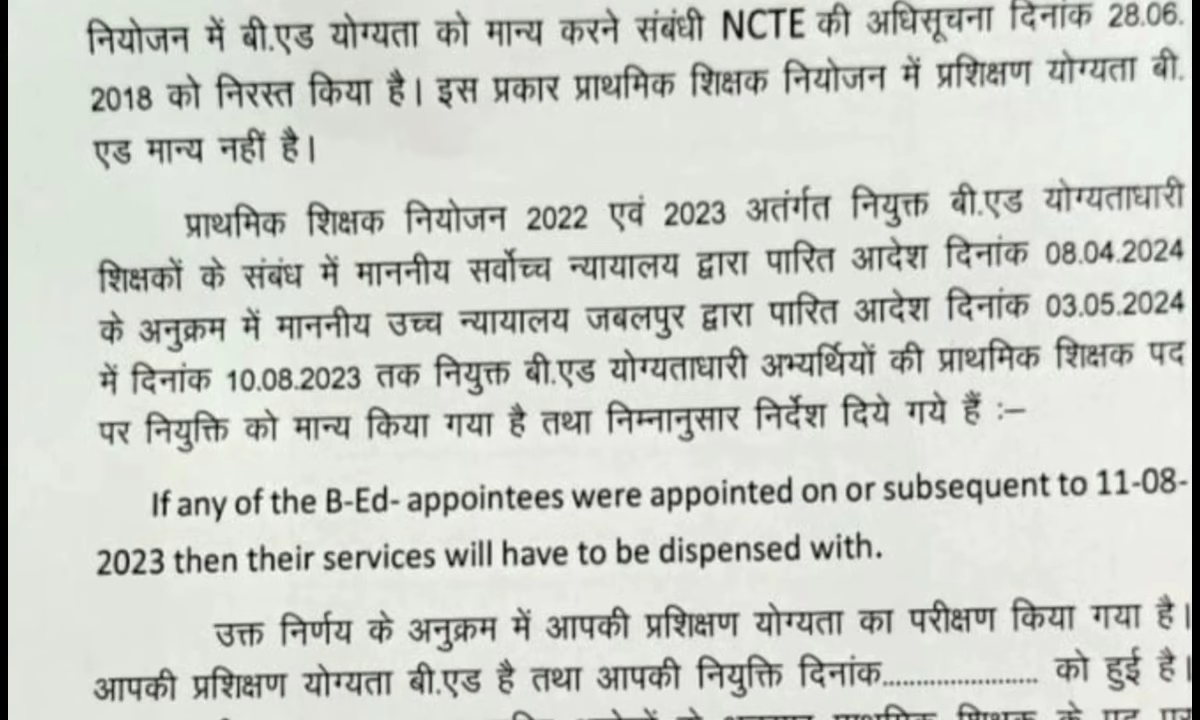 नियोजन में बी.एड योग्यता को मान्य करने संबंधी NCTE की अधिसूचना दिनांक 28.06.
2018 को निरस्त किया है। इस प्रकार प्राथमिक शिक्षक नियोजन में प्रशिक्षण योग्यता बी.
एड मान्य नहीं है।
प्राथमिक शिक्षक नियोजन 2022 एवं 2023 अतंर्गत नियुक्त बी.एड योग्यताधारी
शिक्षकों के संबंध में माननीय सर्वोच्च न्यायालय द्वारा पारित आदेश दिनांक 08.04.2024
के अनुक्रम में माननीय उच्च न्यायालय जबलपुर द्वारा पारित आदेश दिनांक 03.05.2024
में दिनांक 10.08.2023 तक नियुक्त बी.एड योग्यताधारी अभ्यर्थियों की प्राथमिक शिक्षक पद
पर नियुक्ति को मान्य किया गया है तथा निम्नानुसार निर्देश दिये गये हैं :–
If any of the B-Ed- appointees were appointed on or subsequent to 11-08-
2023 then their services will have to be dispensed with.
उक्त निर्णय के अनुक्रम में आपकी प्रशिक्षण योग्यता का परीक्षण किया गया है।
आपकी प्रशिक्षण योग्यता बी.एड है तथा आपकी नियुक्ति दिनांक...................... को हुई है।
प्राथमिक शिक्षक के पद पर